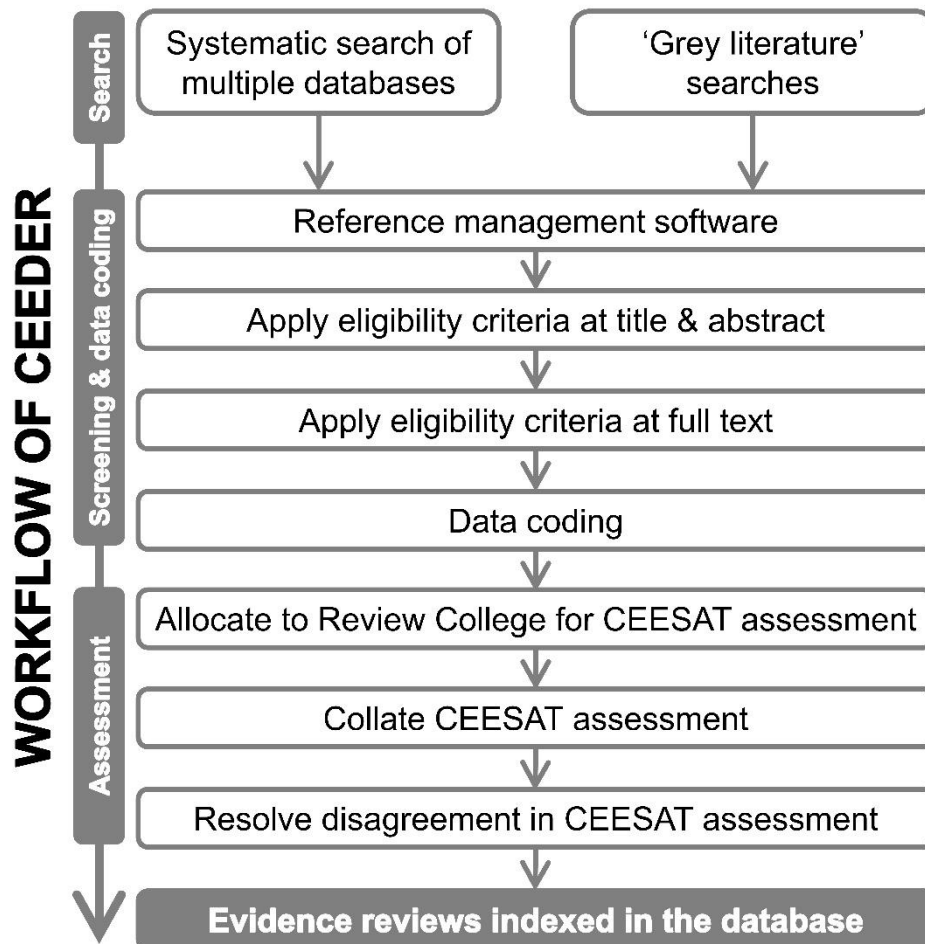 WORKFLOW OF CEEDER
Search
Systematic search of
multiple databases
‘Grey literature’
searches
Screening & data coding
Reference management software
Apply eligibility criteria at title & abstract
Apply eligibility criteria at full text
Data coding
Assessment
Allocate to Review College for CEESAT assessment
Collate CEESAT assessment
Resolve disagreement in CEESAT assessment
Evidence reviews indexed in the database